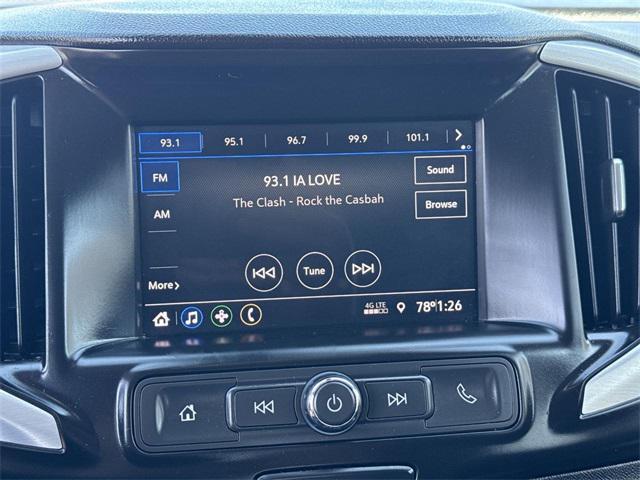 93.1 95.1 96.7 99.9 101.1
FM
93.1 IA LOVE
Sound
AM
The Clash - Rock the Casbah
Browse
More
Tune
4G LTE 78° 1:26